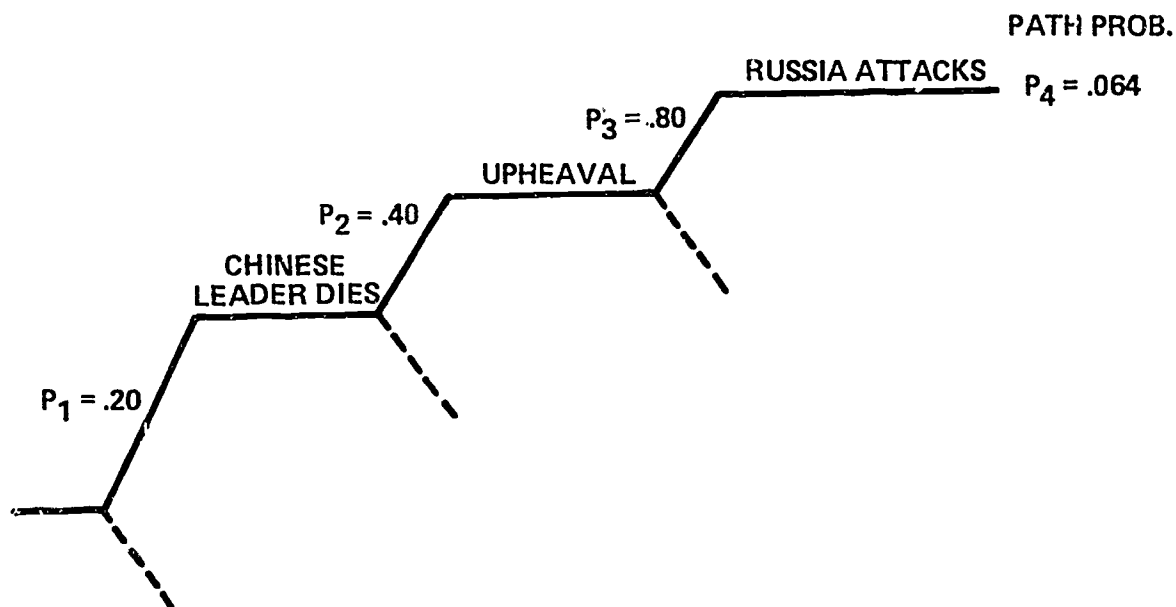 PATH PROB.
RUSSIA ATTACKS
P4 = .064
P3 = .80
UPHEAVAL
P2 = .40
CHINESE
LEADER DIES
P1 = .20